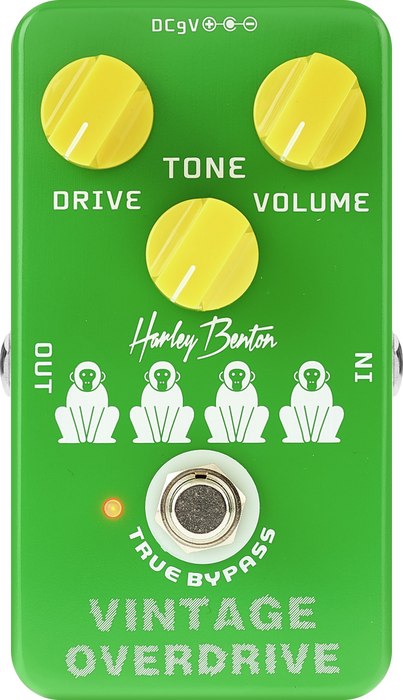 DC9V
TONE
DRIVE
VOLUME
Harley Benton
OUT
IN
TRUE BYPASS
VINTAGE
OVERDRIVE